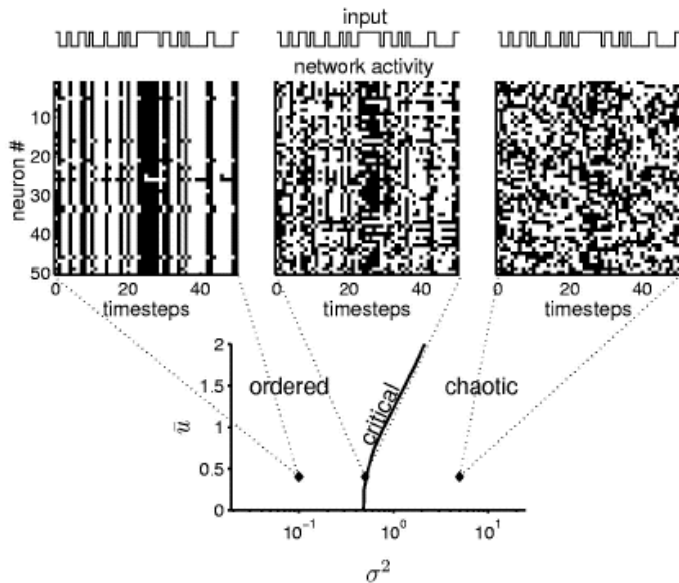 input
network activity
neuron #
10
20
30
40
50
0 20 40
timesteps
0 20 40
timesteps
0 20 40
timesteps
ū
2
1.5
1
0.5
0
ordered
critical
chaotic
10⁻¹ 10⁰ 10¹
σ²